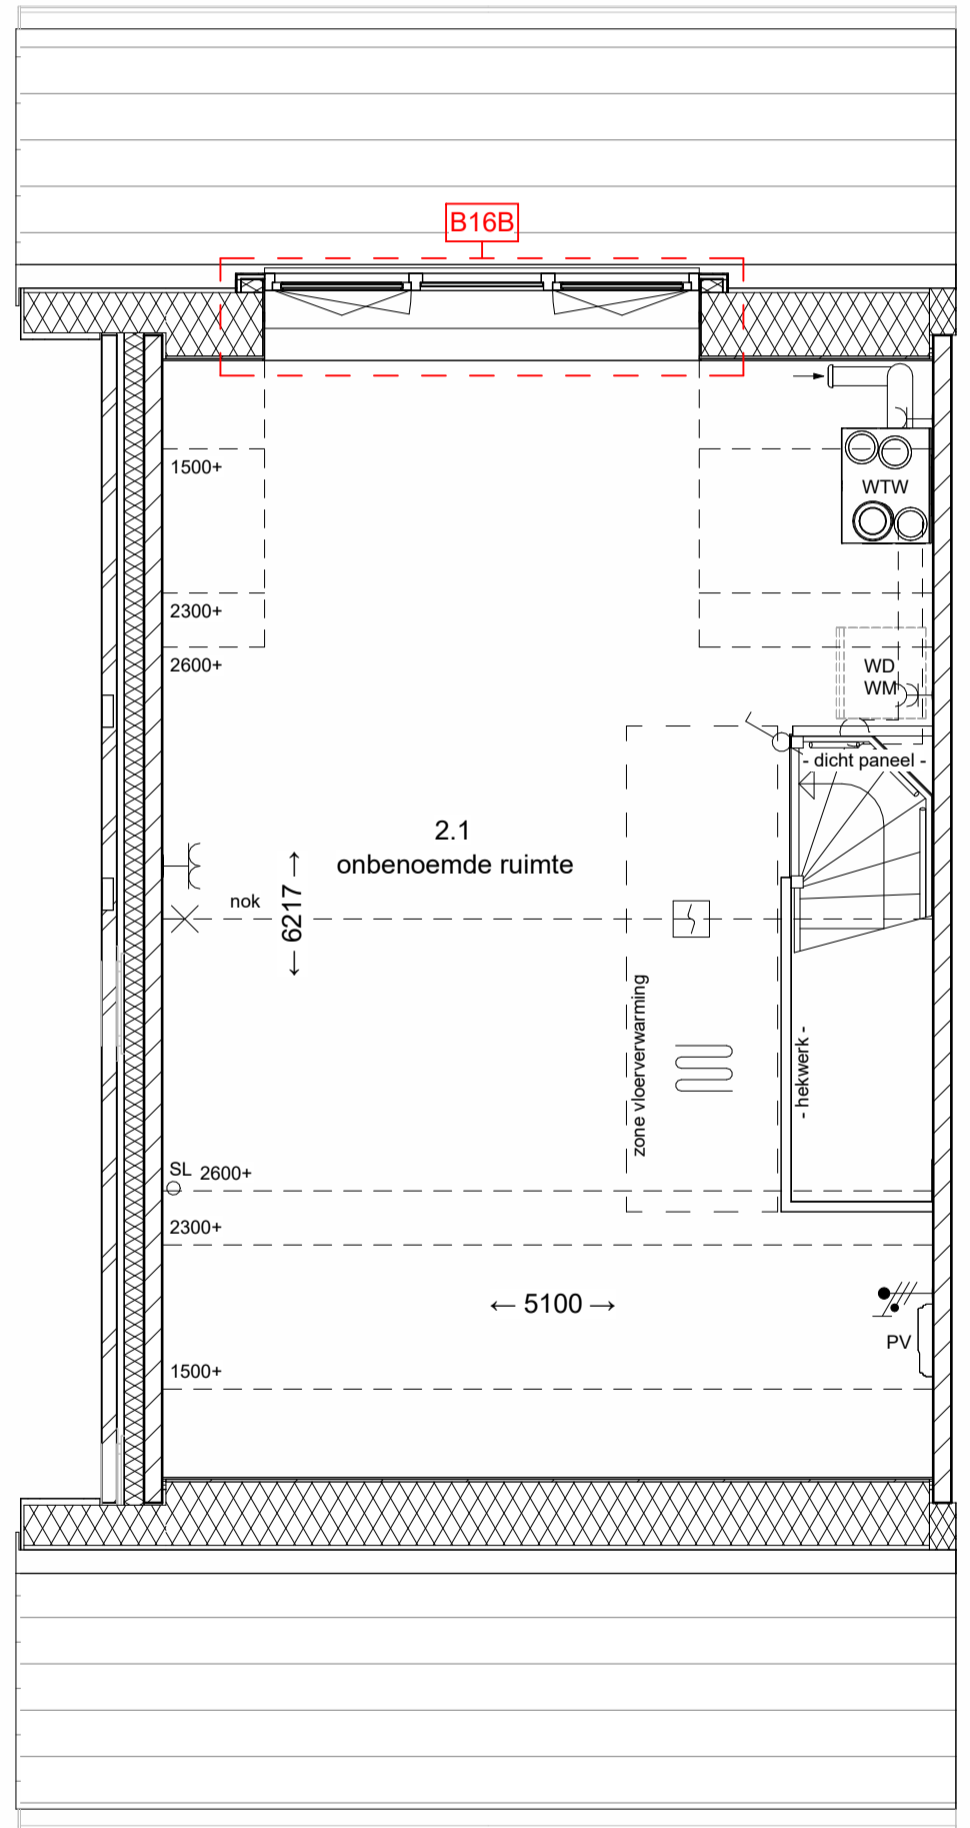 B16B
1500+
WTW
2300+
2600+
WD
WM
- dicht paneel -
2.1
onbenoemde ruimte
nok
← 6217 →
zone vloerverwarming
- hekwerk -
SL 2600+
2300+
← 5100 →
PV
1500+